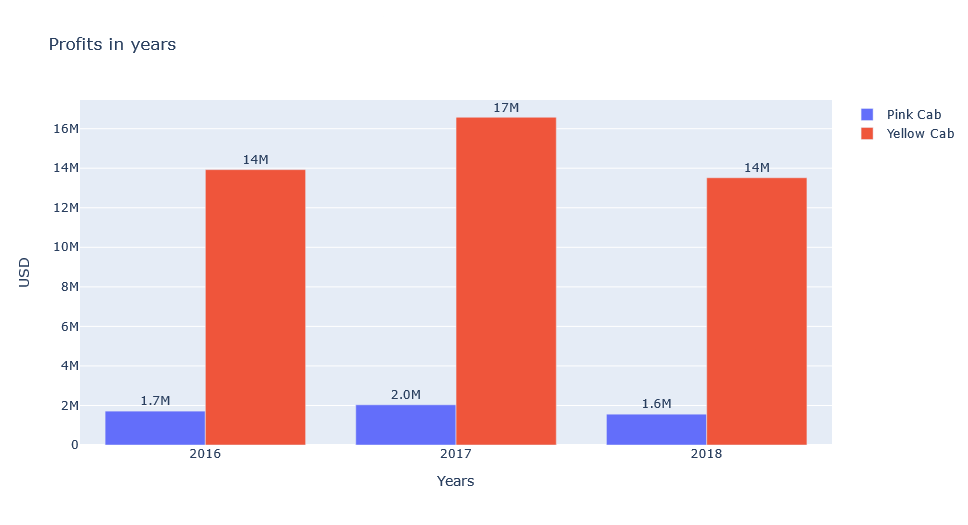 Profits in years
Pink Cab
Yellow Cab
USD
16M
14M
12M
10M
8M
6M
4M
2M
0
1.7M
14M
2.0M
17M
1.6M
14M
2016
2017
2018
Years